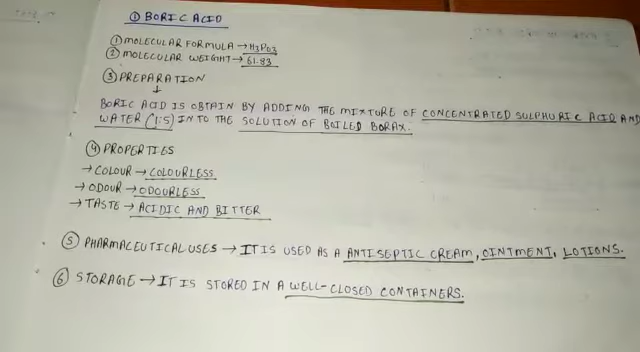 ① BORIC ACID
① MOLECULAR FORMULA → H3PO3
② MOLECULAR WEIGHT → 61.83
③ PREPARATION
↓
BORIC ACID IS OBTAIN BY ADDING THE MIXTURE OF CONCENTRATED SULPHURIC ACID AND
WATER (1:5) IN TO THE SOLUTION OF BOILED BORAX.
④ PROPERTIES
→ COLOUR → COLOURLESS
→ ODOUR → ODOURLESS
→ TASTE → ACIDIC AND BITTER
⑤ PHARMACEUTICAL USES → IT IS USED AS A ANTISEPTIC CREAM, OINTMENT, LOTIONS.
⑥ STORAGE → IT IS STORED IN A WELL-CLOSED CONTAINERS.